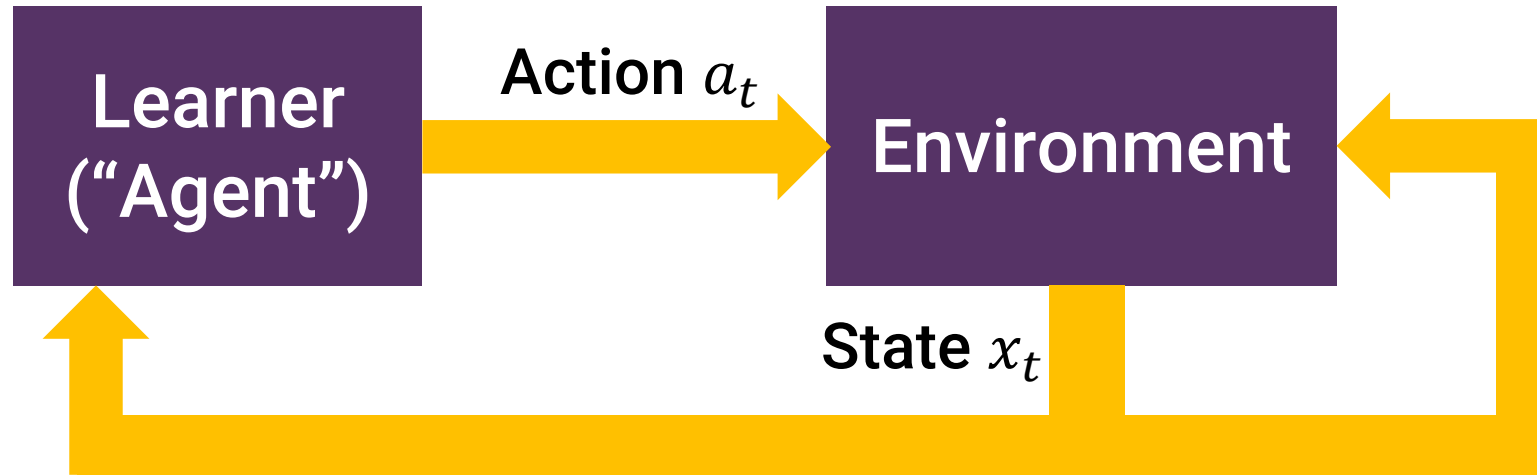 Learner
(“Agent”)
Action $a_t$
Environment
State $x_t$